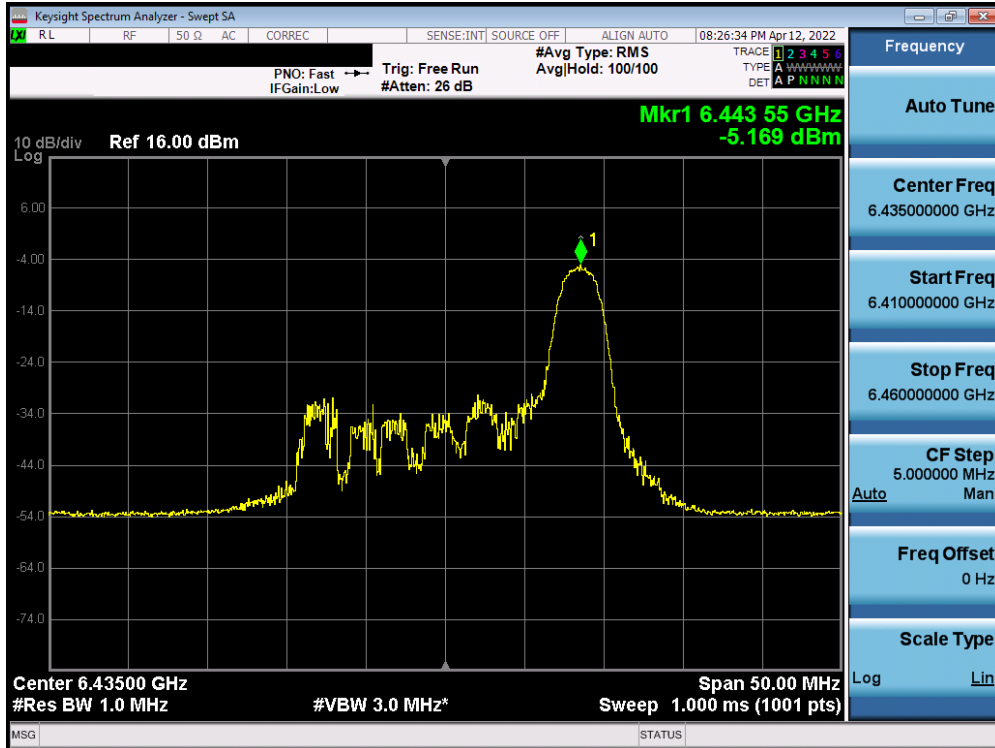 Keysight Spectrum Analyzer - Swept SA
LXI RL RF 50 Ω AC CORREC SENSE:INT SOURCE OFF ALIGN AUTO 08:26:34 PM Apr 12, 2022
#Avg Type: RMS TRACE 1 2 3 4 5 6
PNO: Fast Trig: Free Run Avg|Hold: 100/100 TYPE A WWWWW
IFGain:Low #Atten: 26 dB DET A P N N N N
Mkr1 6.443 55 GHz
-5.169 dBm
10 dB/div Ref 16.00 dBm
Log
1
6.00
-4.00
-14.0
-24.0
-34.0
-44.0
-54.0
-64.0
-74.0
Center 6.43500 GHz Span 50.00 MHz
#Res BW 1.0 MHz #VBW 3.0 MHz* Sweep 1.000 ms (1001 pts)
MSG STATUS
Frequency
Auto Tune
Center Freq
6.435000000 GHz
Start Freq
6.410000000 GHz
Stop Freq
6.460000000 GHz
CF Step
5.000000 MHz
Auto Man
Freq Offset
0 Hz
Scale Type
Log Lin